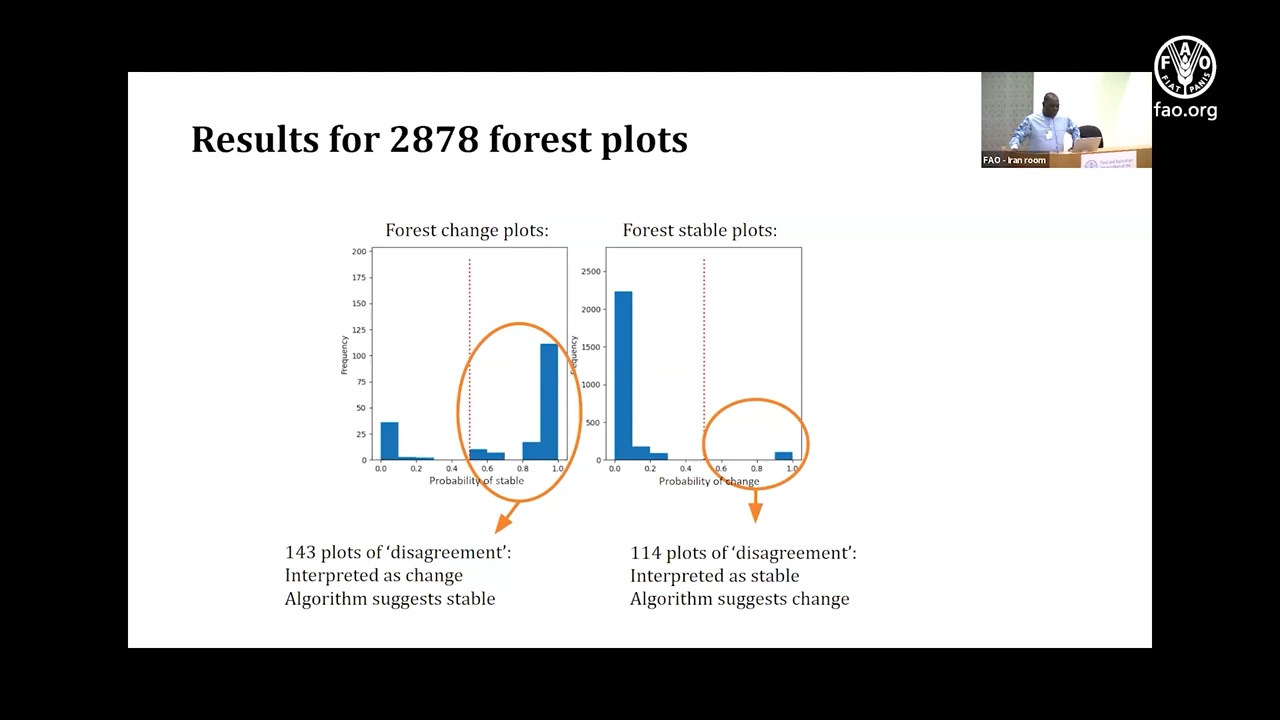 FAO
FIAT PANIS
fao.org
FAO - Iran room
Results for 2878 forest plots
Forest change plots:
200
175
150
125
100
75
50
25
0
Frequency
0.0 0.2 0.4 0.6 0.8 1.0
Probability of stable
Forest stable plots:
2500
2000
1500
1000
500
0
Frequency
0.0 0.2 0.4 0.6 0.8 1.0
Probability of change
143 plots of ‘disagreement’:
Interpreted as change
Algorithm suggests stable
114 plots of ‘disagreement’:
Interpreted as stable
Algorithm suggests change